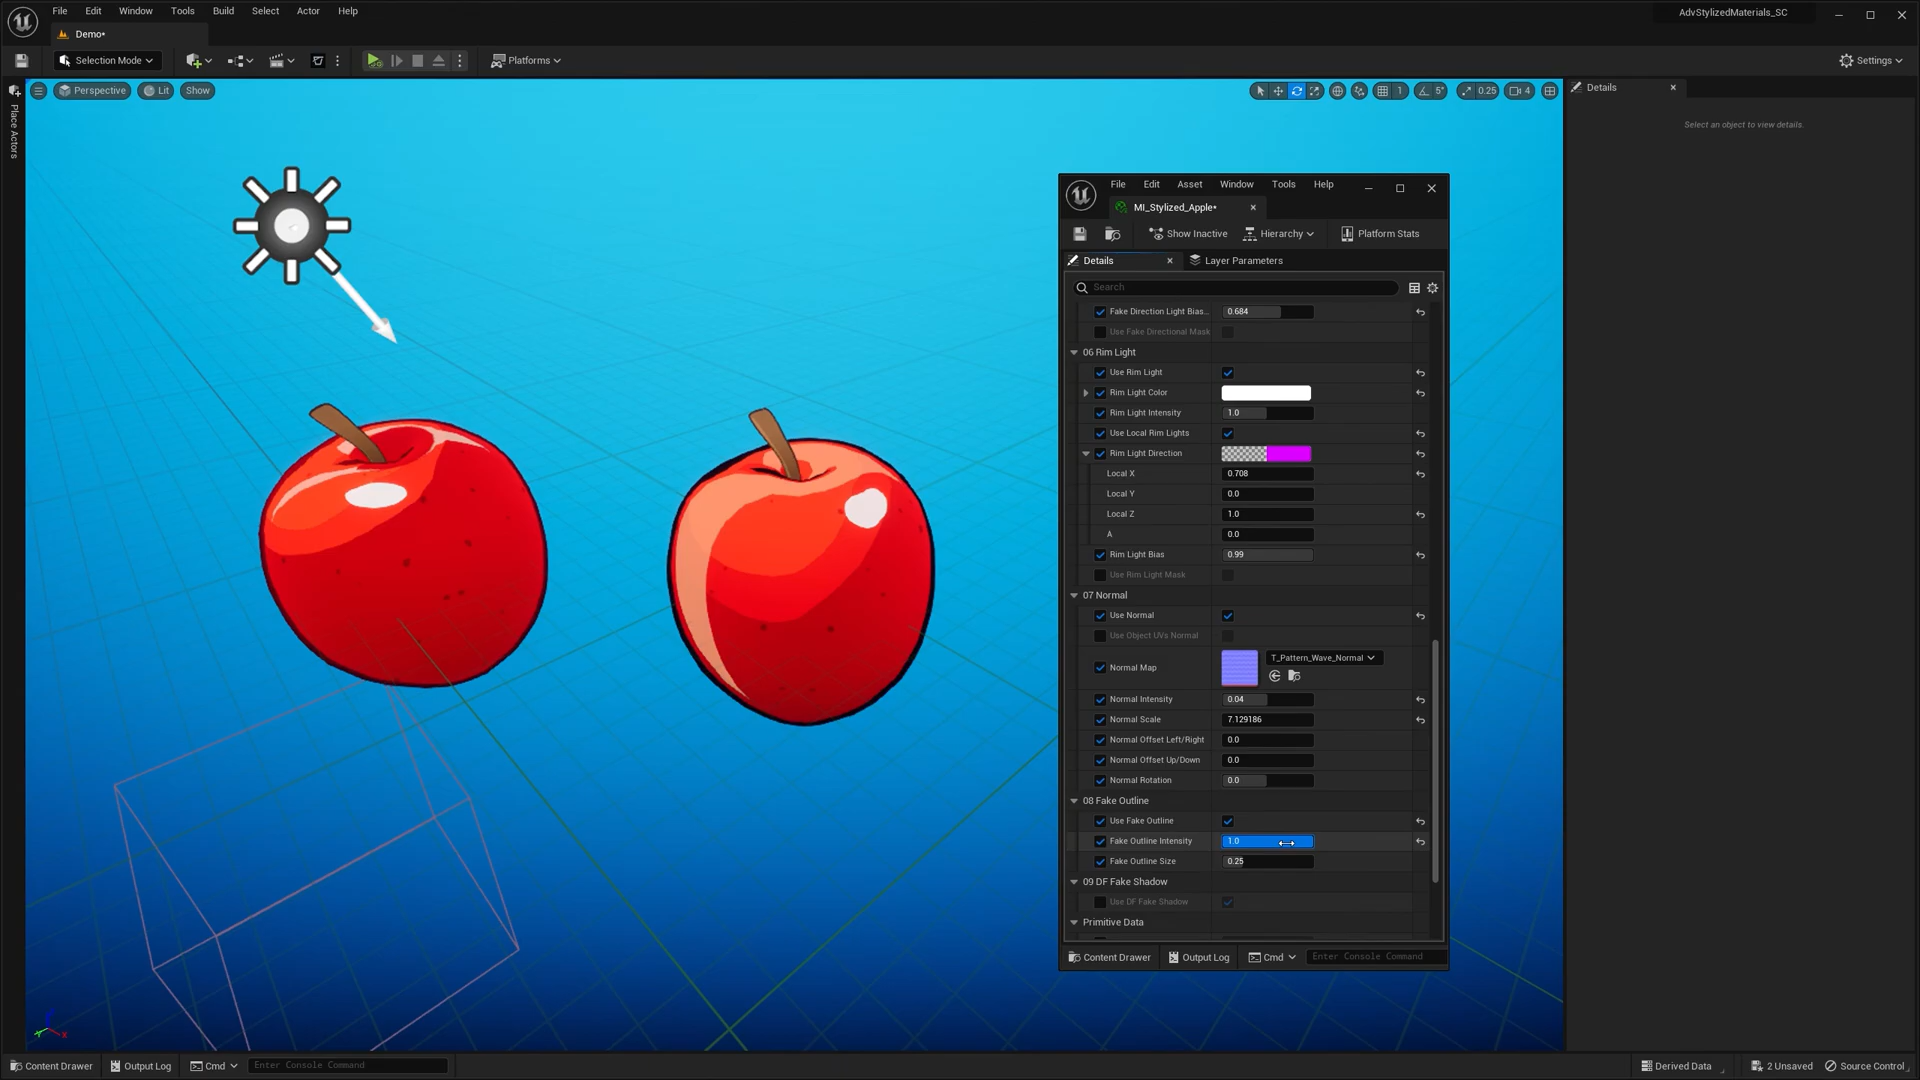 File Edit Window Tools Build Select Actor Help
AdvStylizedMaterials_SC
Demo*
Selection Mode
Platforms
Settings
Place Actors
Perspective Lit Show
1 5° 0.25 4
Details
Select an object to view details.
File Edit Asset Window Tools Help
MI_Stylized_Apple*
Show Inactive Hierarchy Platform Stats
Details Layer Parameters
Search
Fake Direction Light Bias... 0.684
Use Fake Directional Mask
06 Rim Light
Use Rim Light
Rim Light Color
Rim Light Intensity 1.0
Use Local Rim Lights
Rim Light Direction
Local X 0.708
Local Y 0.0
Local Z 1.0
A 0.0
Rim Light Bias 0.99
Use Rim Light Mask
07 Normal
Use Normal
Use Object UVs Normal
Normal Map T_Pattern_Wave_Normal
Normal Intensity 0.04
Normal Scale 7.129186
Normal Offset Left/Right 0.0
Normal Offset Up/Down 0.0
Normal Rotation 0.0
08 Fake Outline
Use Fake Outline
Fake Outline Intensity 1.0
Fake Outline Size 0.25
09 DF Fake Shadow
Use DF Fake Shadow
Primitive Data
Content Drawer Output Log Cmd Enter Console Command
Content Drawer Output Log Cmd Enter Console Command
Derived Data 2 Unsaved Source Control